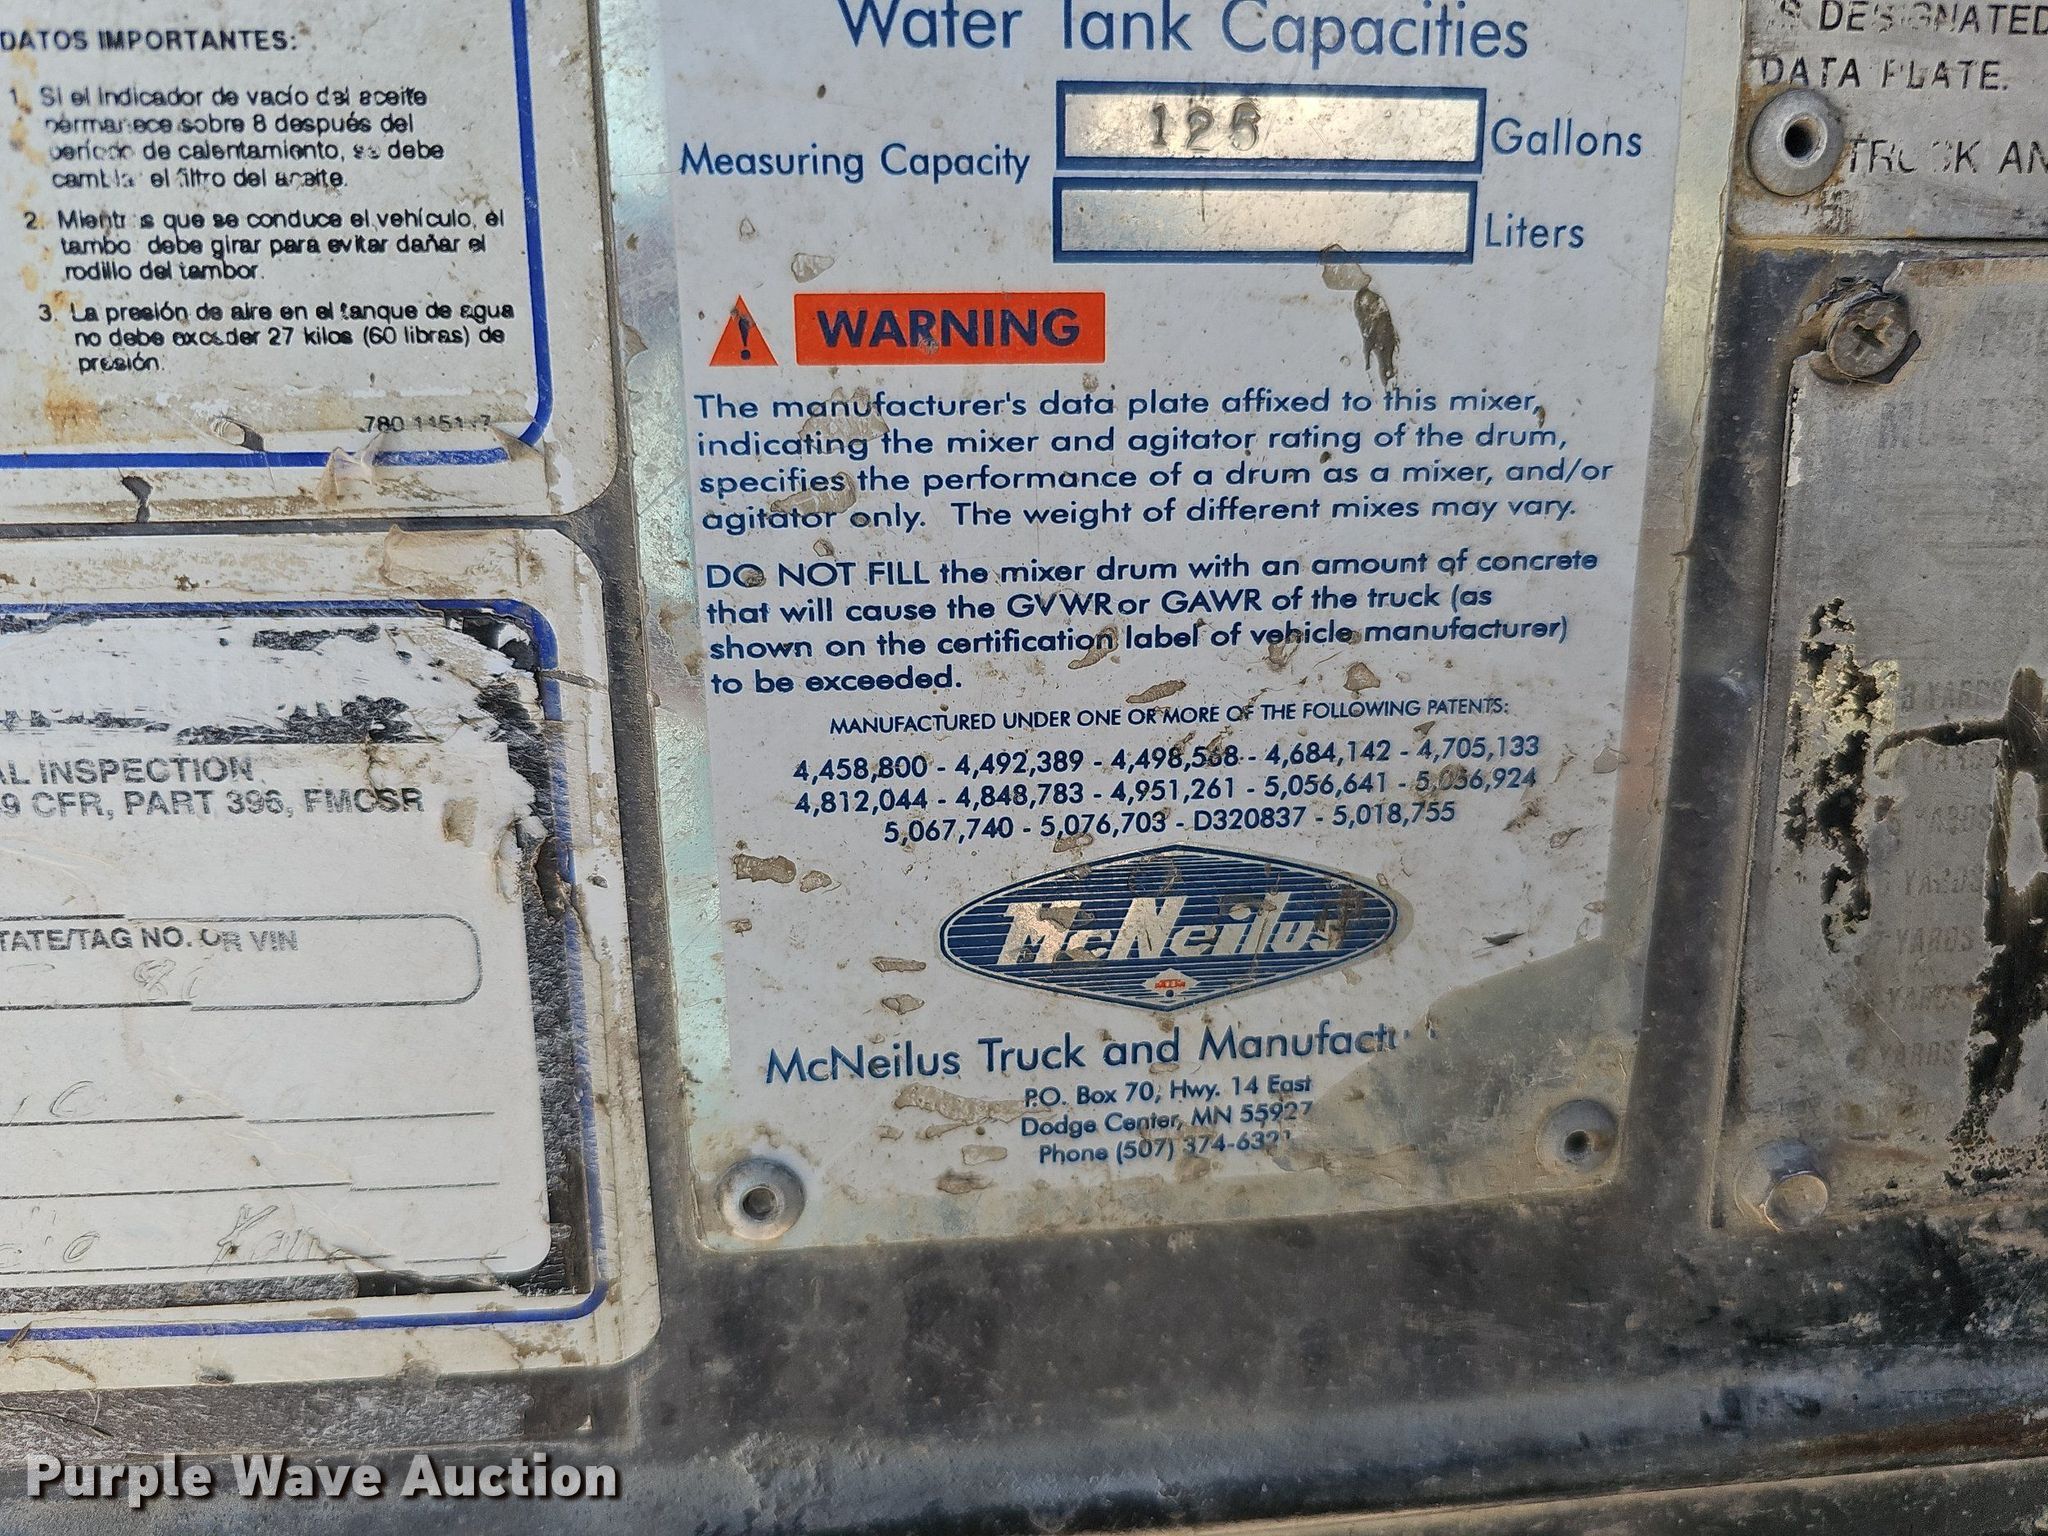 DATOS IMPORTANTES:
1. Si el Indicador de vacío del aceite
permanece sobre 8 después del
período de calentamiento, se debe
cambiar el filtro del aceite.
2. Mientras que se conduce el vehículo, el
tambo debe girar para evitar dañar el
rodillo del tambor.
3. La presión de aire en el tanque de agua
no debe exceder 27 kilos (60 libras) de
presión.
AL INSPECTION
9 CFR, PART 396, FMCSR
TATE/TAG NO. OR VIN
Water Tank Capacities
Measuring Capacity 125 Gallons
Liters
WARNING
The manufacturer's data plate affixed to this mixer,
indicating the mixer and agitator rating of the drum,
specifies the performance of a drum as a mixer, and/or
agitator only. The weight of different mixes may vary.
DO NOT FILL the mixer drum with an amount of concrete
that will cause the GVWR or GAWR of the truck (as
shown on the certification label of vehicle manufacturer)
to be exceeded.
MANUFACTURED UNDER ONE OR MORE OF THE FOLLOWING PATENTS:
4,458,800 - 4,492,389 - 4,498,568 - 4,684,142 - 4,705,133
4,812,044 - 4,848,783 - 4,951,261 - 5,056,641 - 5,056,924
5,067,740 - 5,076,703 - D320837 - 5,018,755
McNeilus
McNeilus Truck and Manufactu
P.O. Box 70, Hwy. 14 East
Dodge Center, MN 55927
Phone (507) 374-632
IS DESIGNATED
DATA PLATE.
TRUCK AN
YARDS
YARDS
YARDS
YARDS
YARDS
Purple Wave Auction